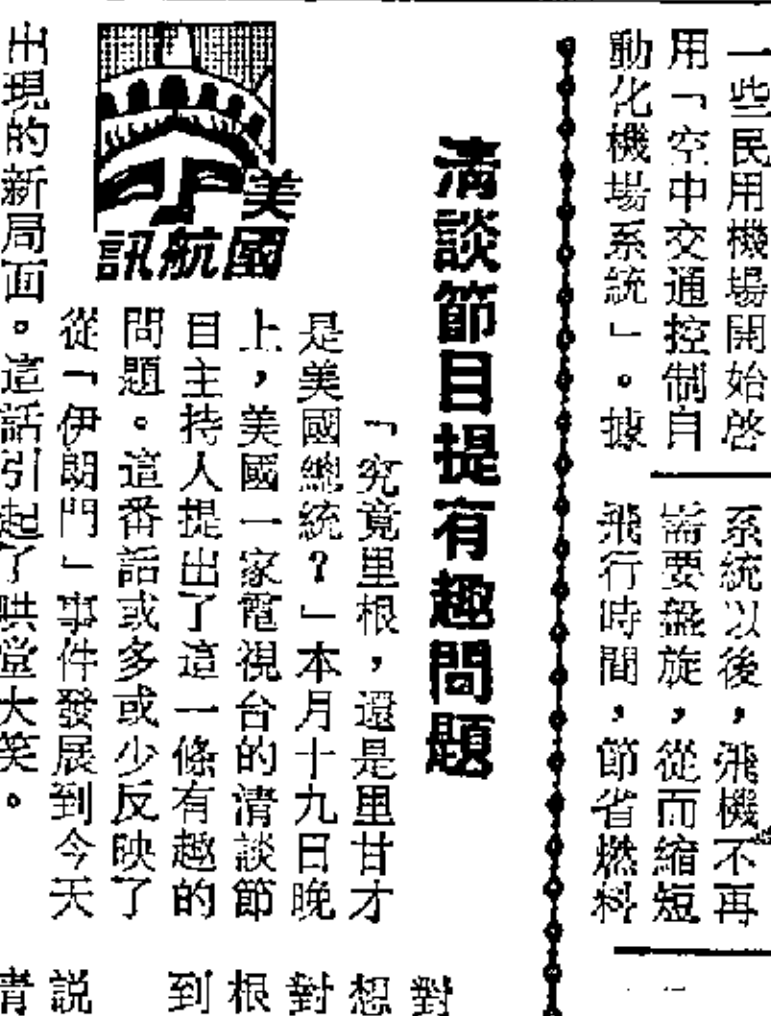 一些民用機場開始啓
用「空中交通控制自
動化機場系統」。據
系統以後，飛機不再
需要盤旋，從而縮短
飛行時間，節省燃料
清談節目提有趣問題
美國航訊
「究竟里根，還是里甘才
是美國總統？」本月十九日晚
上，美國一家電視台的清談節
目主持人提出了這一條有趣的
問題。這番話或多或少反映了
從「伊朗門」事件發展到今天
出現的新局面。這話引起了哄堂大笑。
對
想
對
根
到
説
青